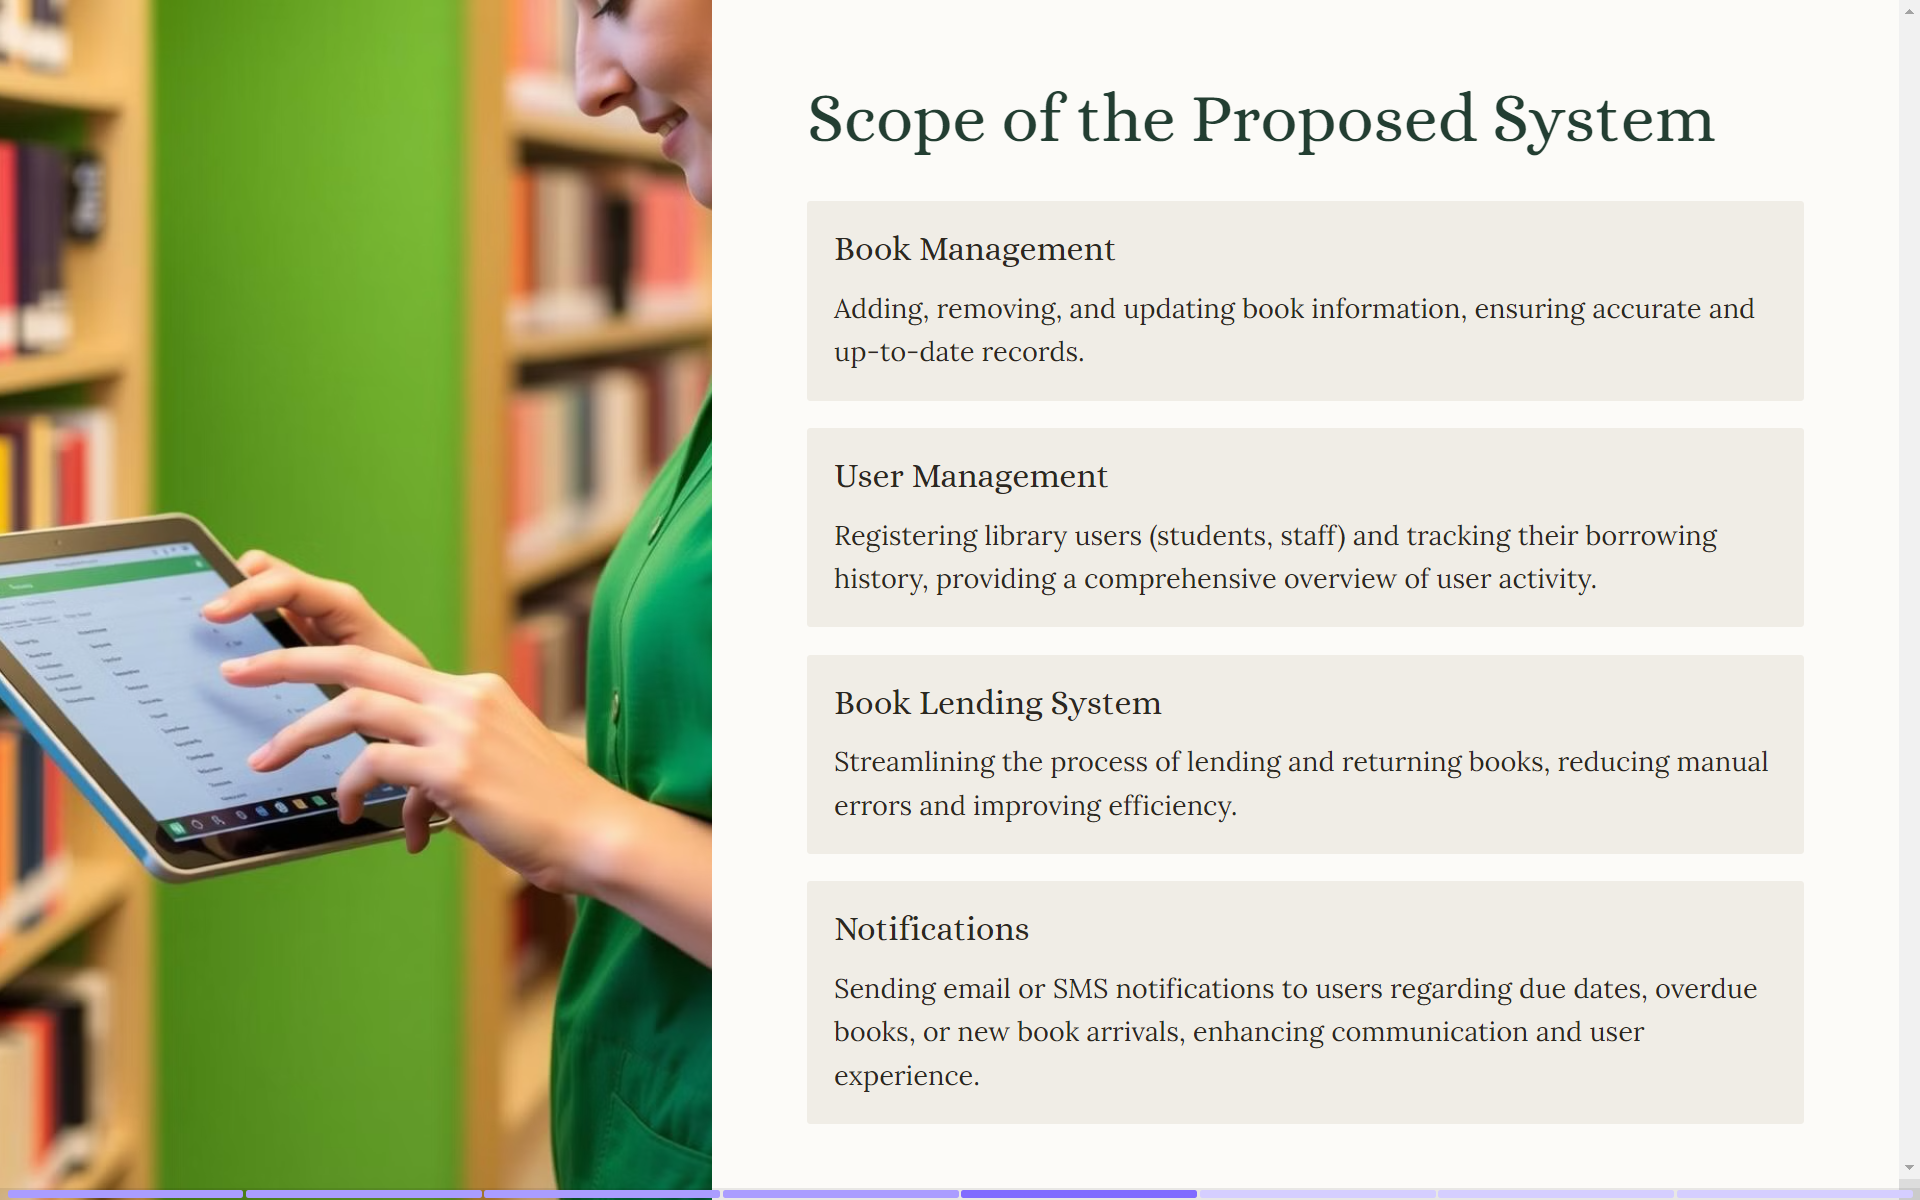 Scope of the Proposed System
Book Management
Adding, removing, and updating book information, ensuring accurate and
up-to-date records.
User Management
Registering library users (students, staff) and tracking their borrowing
history, providing a comprehensive overview of user activity.
Book Lending System
Streamlining the process of lending and returning books, reducing manual
errors and improving efficiency.
Notifications
Sending email or SMS notifications to users regarding due dates, overdue
books, or new book arrivals, enhancing communication and user
experience.